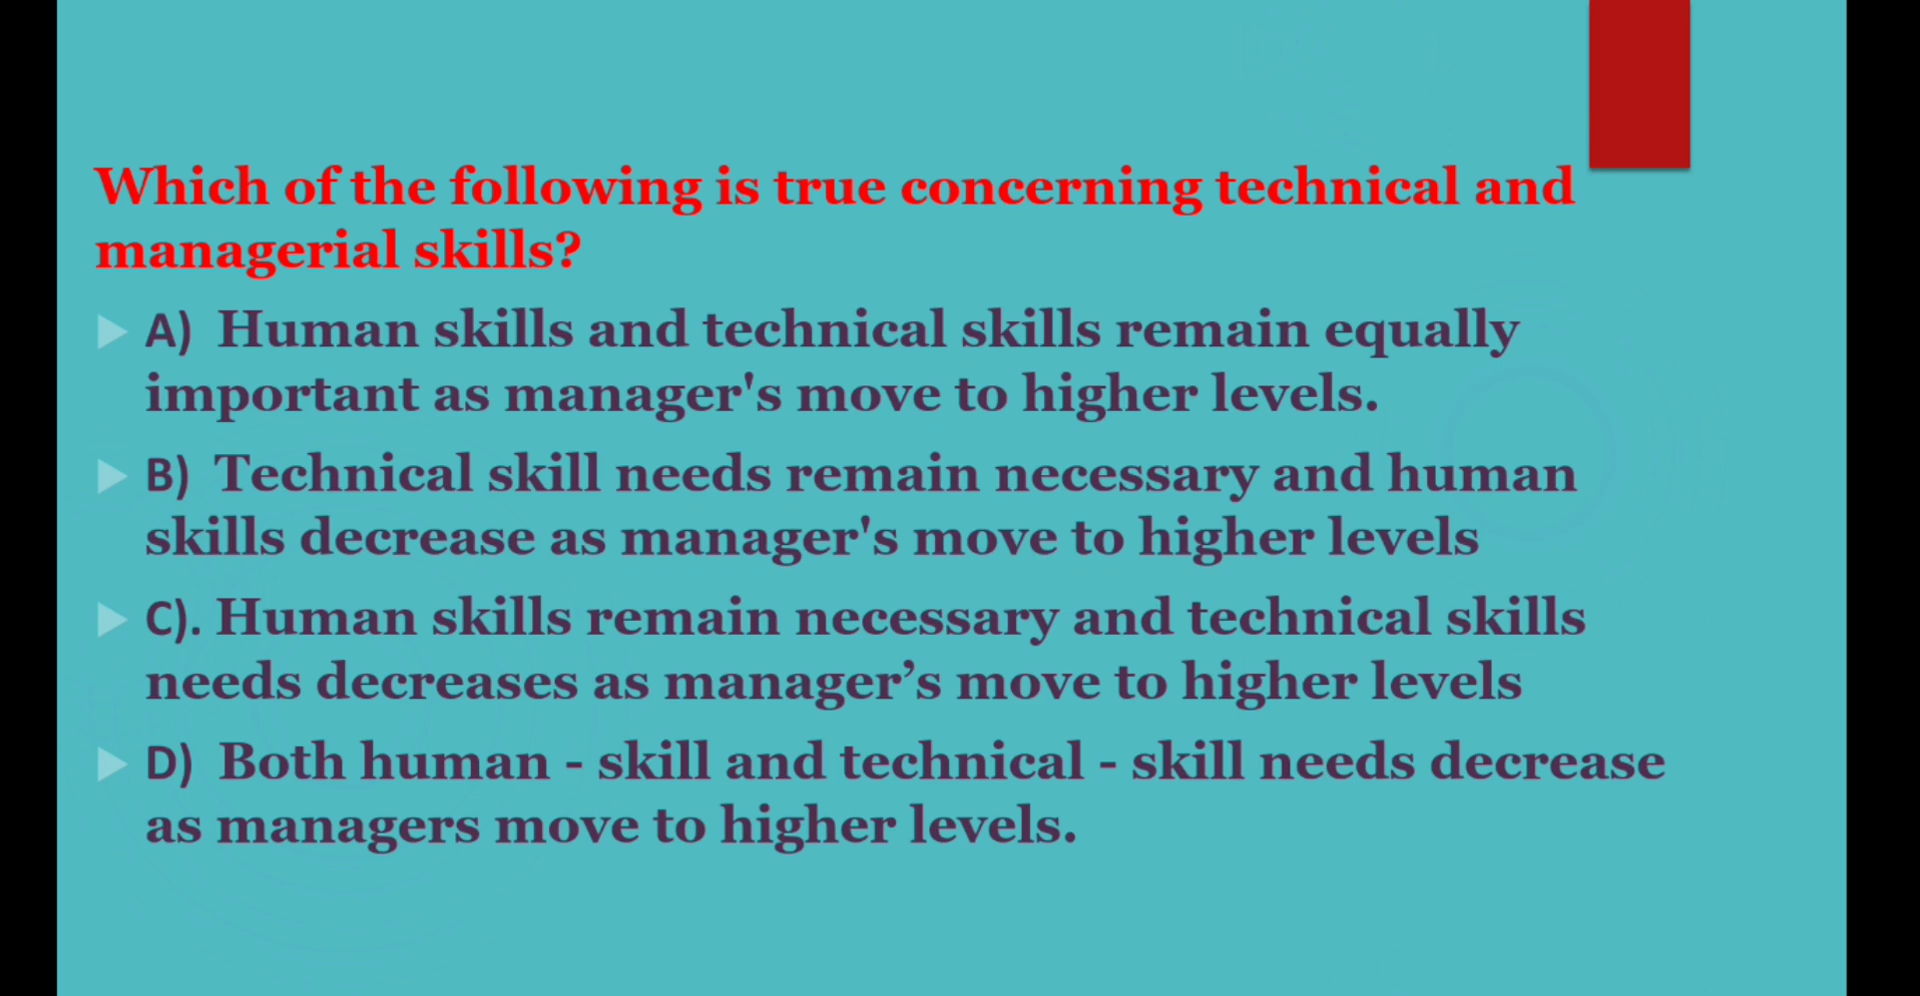 Which of the following is true concerning technical and
managerial skills?
A) Human skills and technical skills remain equally
important as manager's move to higher levels.
B) Technical skill needs remain necessary and human
skills decrease as manager's move to higher levels
C). Human skills remain necessary and technical skills
needs decreases as manager’s move to higher levels
D) Both human - skill and technical - skill needs decrease
as managers move to higher levels.